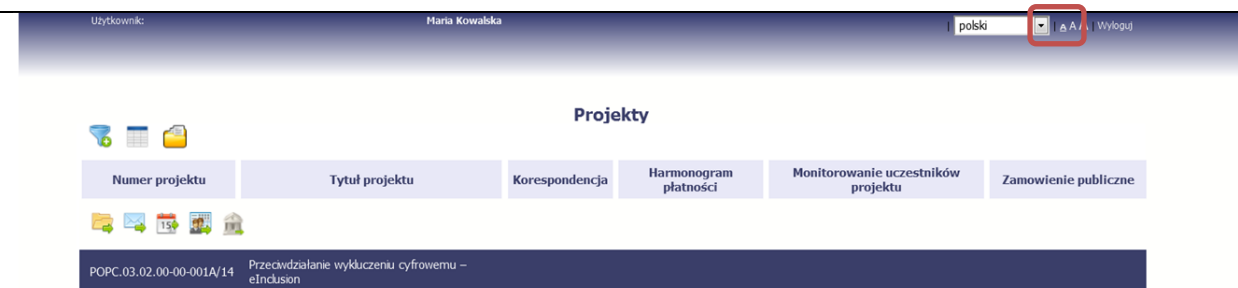 Użytkownik: Maria Kowalska | polski | A A A | Wyloguj
Projekty
Numer projektu Tytuł projektu Korespondencja Harmonogram płatności Monitorowanie uczestników projektu Zamowienie publiczne
15
POPC.03.02.00-00-001A/14 Przeciwdziałanie wykluczeniu cyfrowemu –
eInclusion